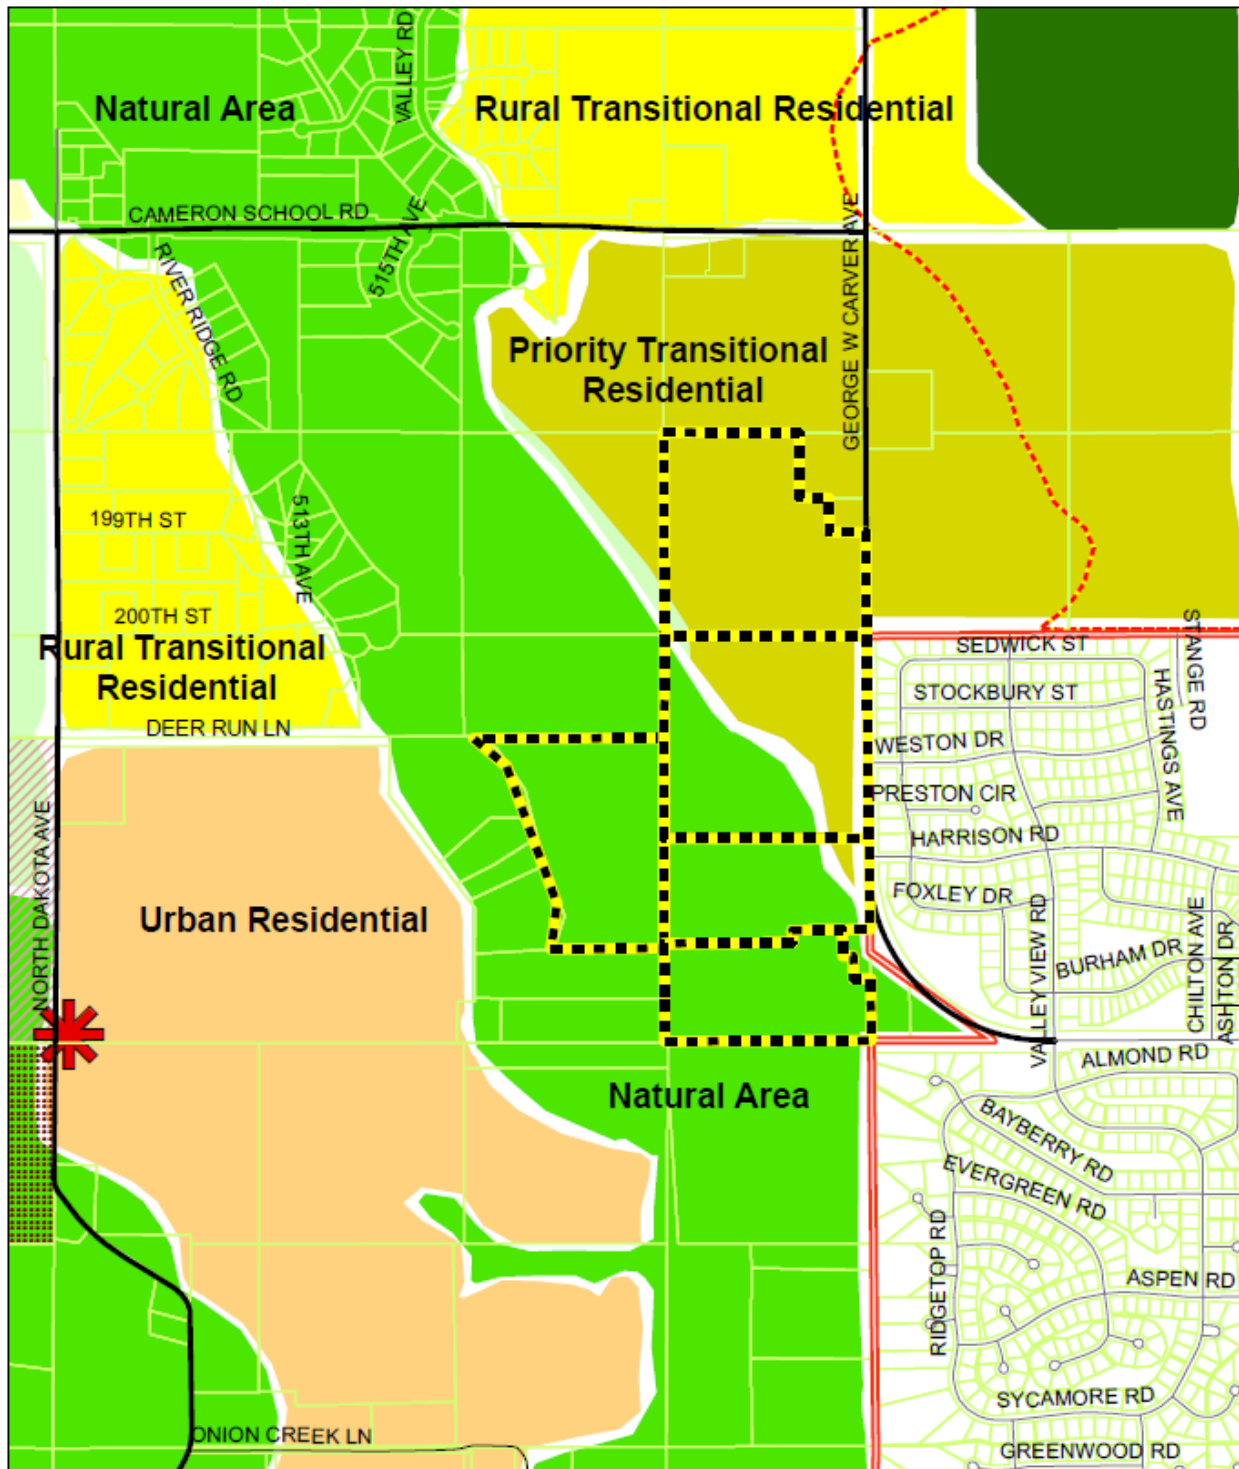 VALLEY RD
Natural Area
Rural Transitional Residential
CAMERON SCHOOL RD
515TH AVE
GEORGE W CARVER AVE
RIVER RIDGE RD
Priority Transitional
Residential
199TH ST
513TH AVE
200TH ST
Rural Transitional
Residential
DEER RUN LN
SEDWICK ST
STANGE RD
STOCKBURY ST
HASTINGS AVE
WESTON DR
PRESTON CIR
HARRISON RD
FOXLEY DR
NORTH DAKOTA AVE
Urban Residential
VALLEY VIEW RD
BURHAM DR
CHILTON AVE
ASHTON DR
ALMOND RD
Natural Area
BAYBERRY RD
EVERGREEN RD
RIDGETOP RD
ASPEN RD
SYCAMORE RD
ONION CREEK LN
GREENWOOD RD